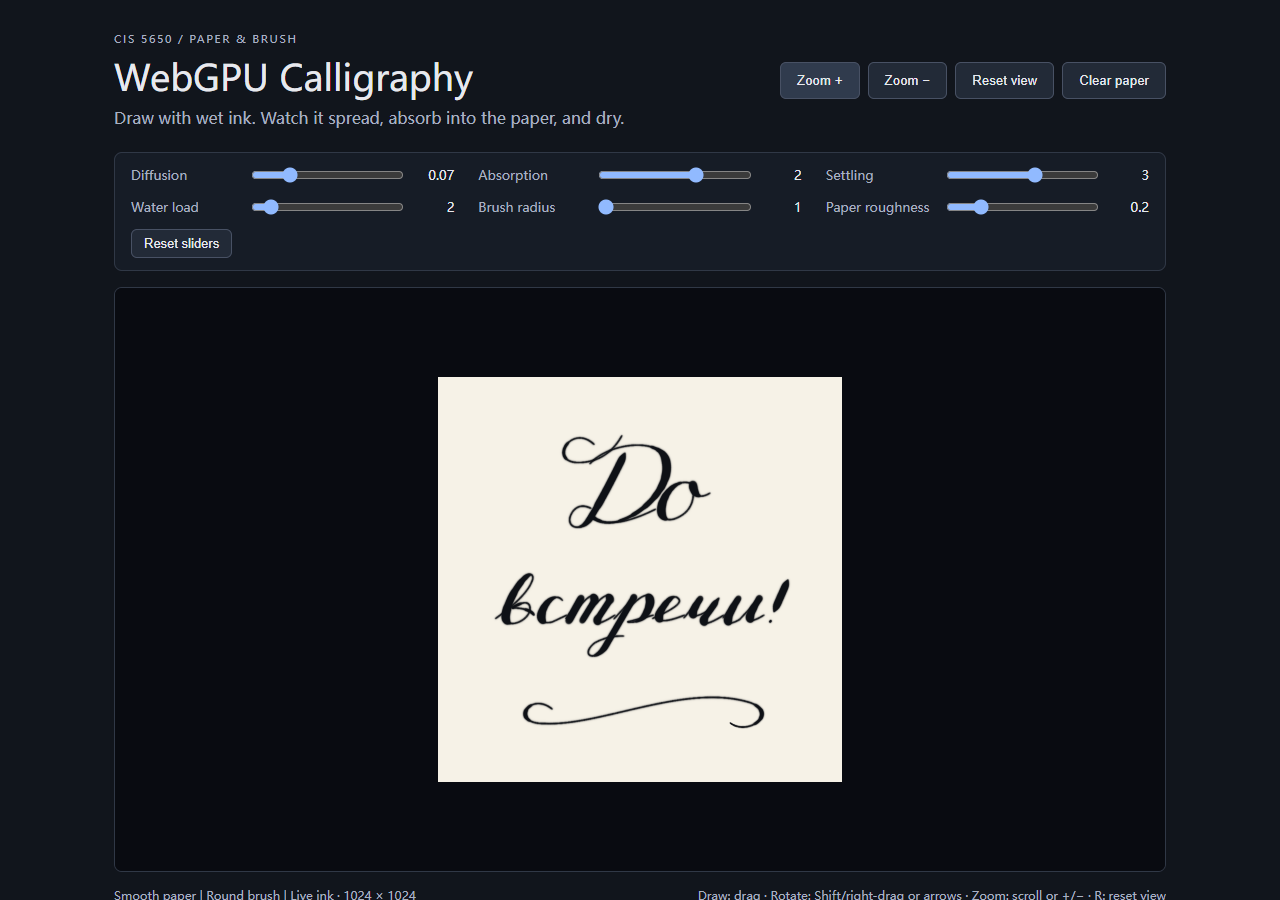 CIS 5650 / PAPER & BRUSH
WebGPU Calligraphy
Zoom + Zoom − Reset view Clear paper
Draw with wet ink. Watch it spread, absorb into the paper, and dry.
Diffusion 0.07 Absorption 2 Settling 3
Water load 2 Brush radius 1 Paper roughness 0.2
Reset sliders
До
встречи!
Smooth paper | Round brush | Live ink · 1024 × 1024 Draw: drag · Rotate: Shift/right-drag or arrows · Zoom: scroll or +/− · R: reset view